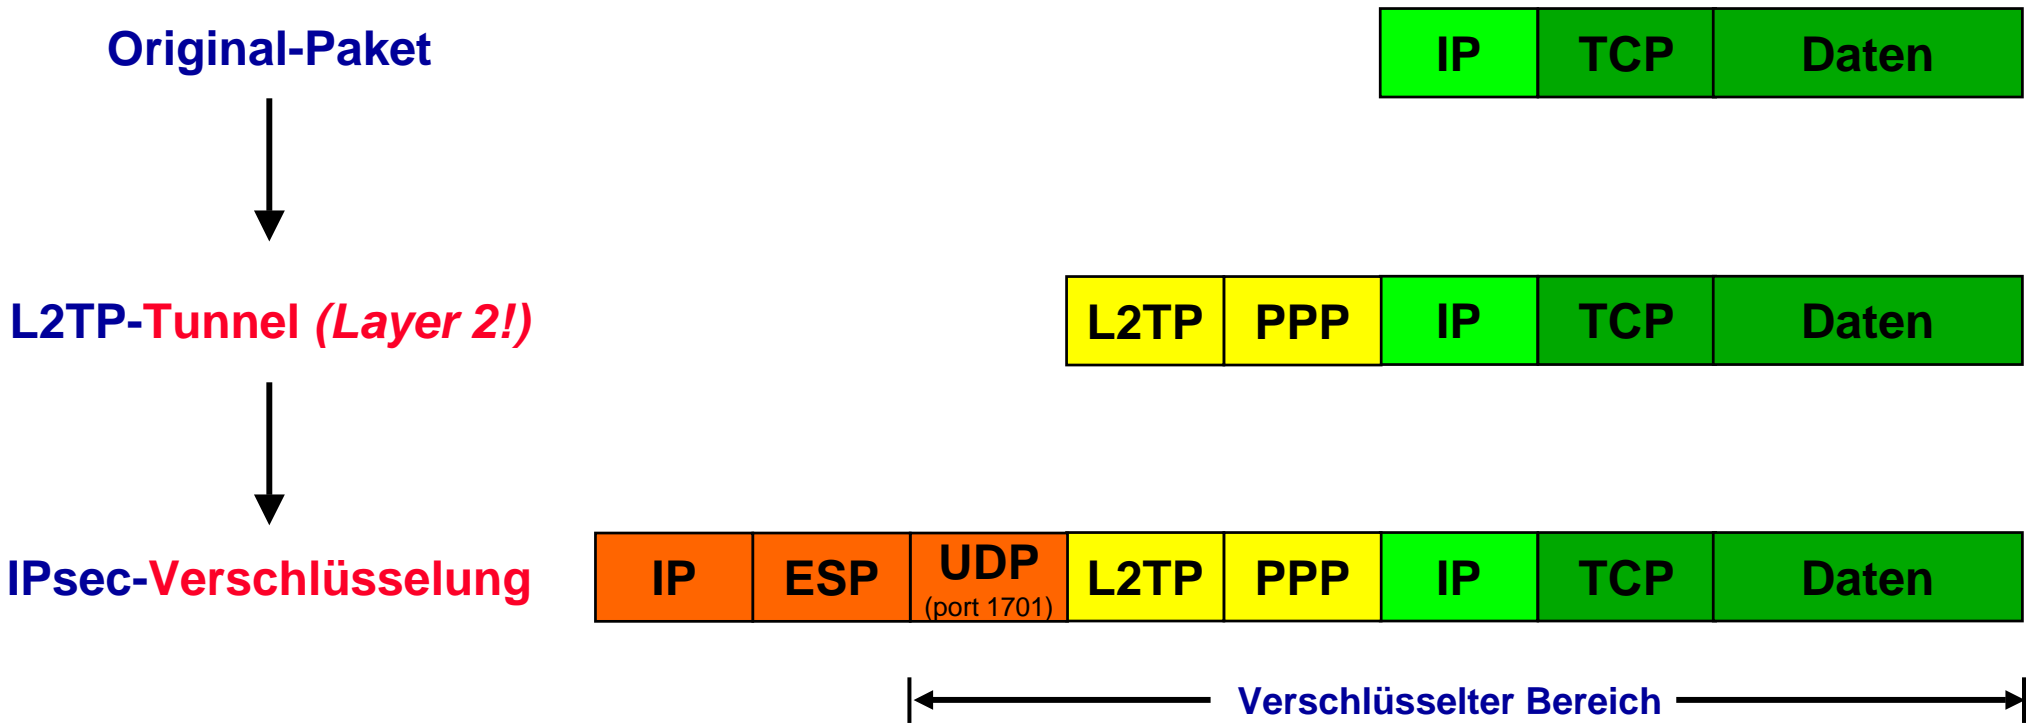 Original-Paket IP TCP Daten
L2TP-Tunnel (Layer 2!) L2TP PPP IP TCP Daten
IPsec-Verschlüsselung IP ESP UDP (port 1701) L2TP PPP IP TCP Daten
Verschlüsselter Bereich